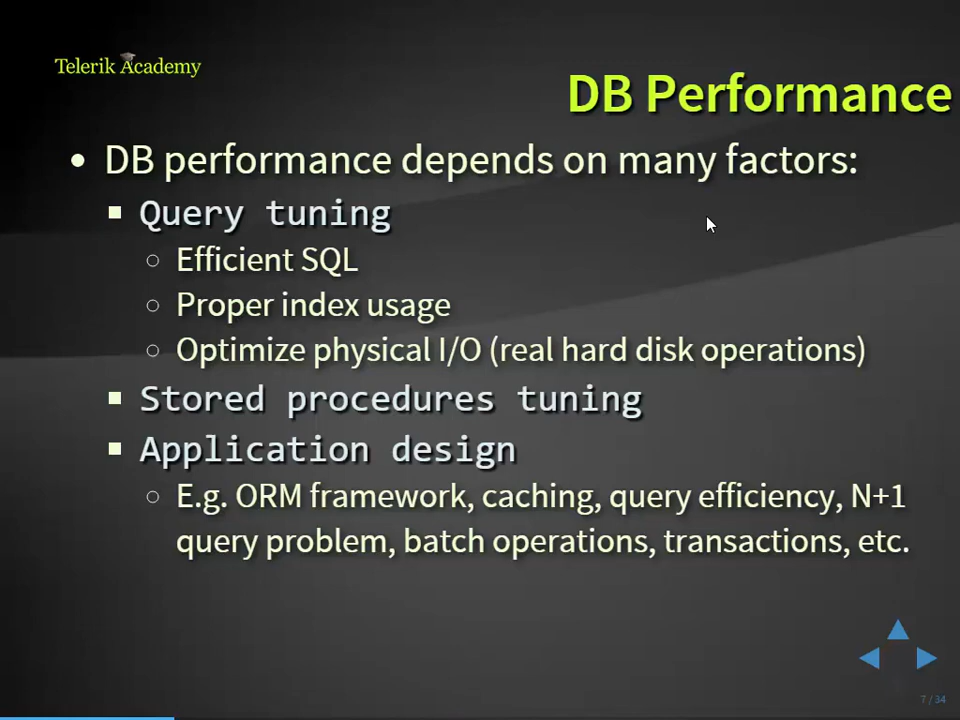 Telerik Academy
DB Performance
• DB performance depends on many factors:
▪ Query tuning
○ Efficient SQL
○ Proper index usage
○ Optimize physical I/O (real hard disk operations)
▪ Stored procedures tuning
▪ Application design
○ E.g. ORM framework, caching, query efficiency, N+1
query problem, batch operations, transactions, etc.
7 / 34